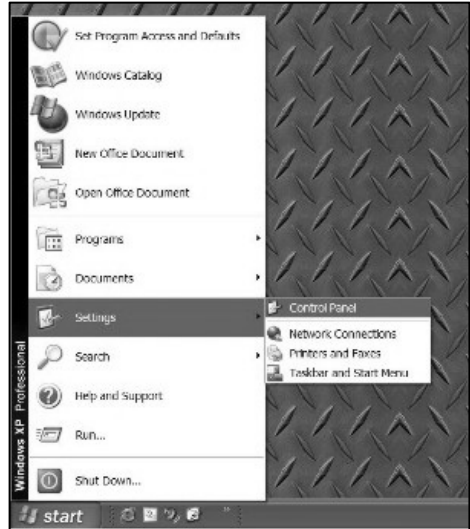 Set Program Access and Defaults
Windows Catalog
Windows Update
New Office Document
Open Office Document
Programs
Documents
Settings
Search
Help and Support
Run...
Shut Down...
Control Panel
Network Connections
Printers and Faxes
Taskbar and Start Menu
Windows XP Professional
start